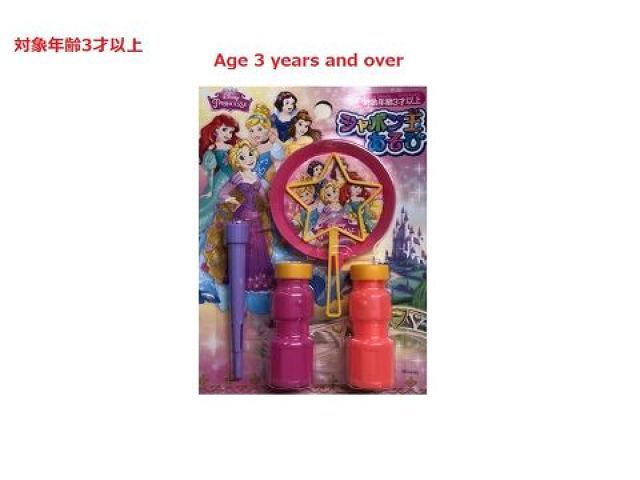 対象年齢3才以上
Age 3 years and over
Disney
PRINCESS
対象年齢3才以上
シャボン玉
あそび